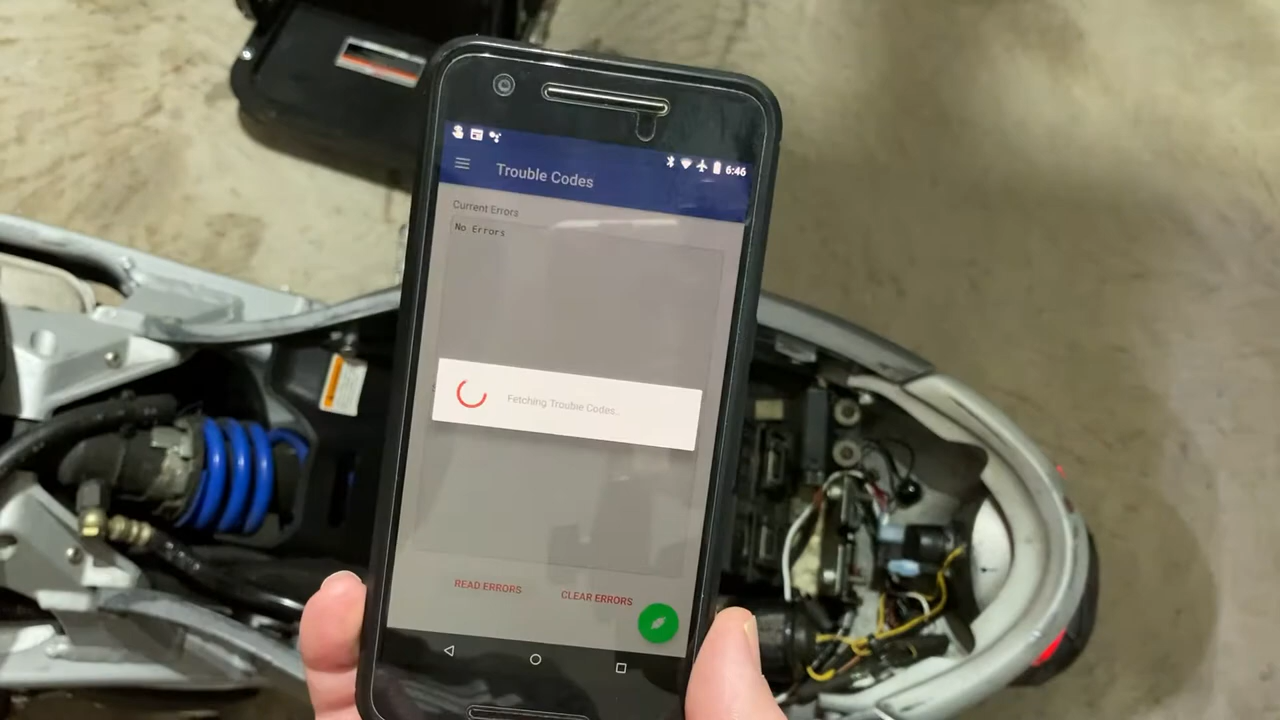 6:46
Trouble Codes
Current Errors
No Errors
Fetching Trouble Codes..
READ ERRORS
CLEAR ERRORS